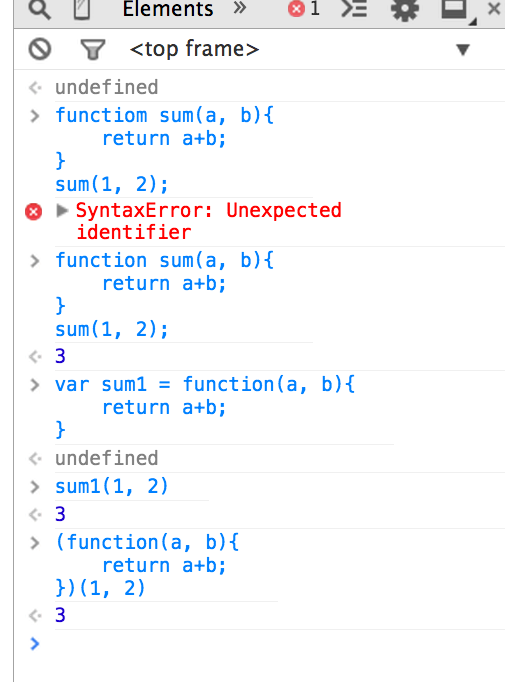 Elements » 1
<top frame> ▼
undefined
functiom sum(a, b){
    return a+b;
}
sum(1, 2);
SyntaxError: Unexpected
identifier
function sum(a, b){
    return a+b;
}
sum(1, 2);
3
var sum1 = function(a, b){
    return a+b;
}
undefined
sum1(1, 2)
3
(function(a, b){
    return a+b;
})(1, 2)
3